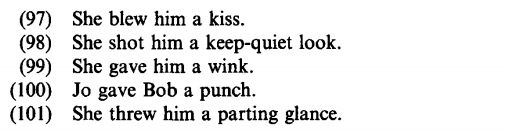 (97) She blew him a kiss.
(98) She shot him a keep-quiet look.
(99) She gave him a wink.
(100) Jo gave Bob a punch.
(101) She threw him a parting glance.